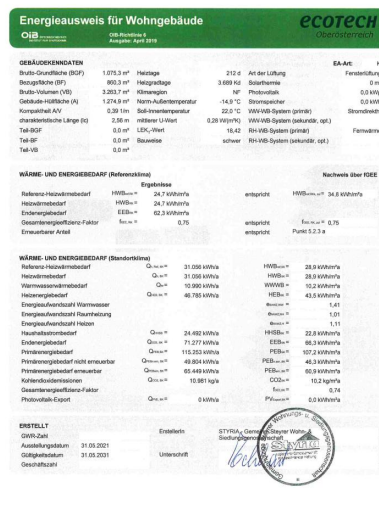 Energieausweis für Wohngebäude
OiB
OIB-Richtlinie 6
Ausgabe: April 2019
ecotech
Oberösterreich
GEBÄUDEKENNDATEN EA-Art:
Brutto-Grundfläche (BGF) 1.075,3 m² Heiztage 212 d Art der Lüftung Fensterlüftung
Bezugsfläche (BF) 860,3 m² Heizgradtage 3.689 Kd Solarthermie 0 m
Brutto-Volumen (VB) 3.263,7 m³ Klimaregion NF Photovoltaik 0,0 kWp
Gebäude-Hüllfläche (A) 1.274,9 m² Norm-Außentemperatur -14,9 °C Stromspeicher 0,0 kW
Kompaktheit A/V 0,39 1/m Soll-Innentemperatur 22,0 °C WW-WB-System (primär) Stromdirekt
charakteristische Länge (lc) 2,56 m mittlerer U-Wert 0,28 W/(m²K) WW-WB-System (sekundär, opt.)
Teil-BGF 0,0 m² LEKT-Wert 18,42 RH-WB-System (primär) Fernwärme
Teil-BF 0,0 m² Bauweise schwer RH-WB-System (sekundär, opt.)
Teil-VB 0,0 m³
WÄRME- UND ENERGIEBEDARF (Referenzklima) Nachweis über fGEE
Ergebnisse
Referenz-Heizwärmebedarf 24,7 kWh/m²a entspricht 34,8 kWh/m²a
Heizwärmebedarf 24,7 kWh/m²a
Endenergiebedarf 62,3 kWh/m²a
Gesamtenergieeffizienz-Faktor 0,75 entspricht 0,75
Erneuerbarer Anteil entspricht Punkt 5.2.3 a
WÄRME- UND ENERGIEBEDARF (Standortklima)
Referenz-Heizwärmebedarf 31.056 kWh/a 28,9 kWh/m²a
Heizwärmebedarf 31.056 kWh/a 28,9 kWh/m²a
Warmwasserwärmebedarf 10.990 kWh/a WWWB = 10,2 kWh/m²a
Heizenergiebedarf 46.785 kWh/a 43,5 kWh/m²a
Energieaufwandszahl Warmwasser 1,41
Energieaufwandszahl Raumheizung 1,01
Energieaufwandszahl Heizen 1,11
Haushaltsstrombedarf 24.492 kWh/a 22,8 kWh/m²a
Endenergiebedarf 71.277 kWh/a 66,3 kWh/m²a
Primärenergiebedarf 115.253 kWh/a 107,2 kWh/m²a
Primärenergiebedarf nicht erneuerbar 49.804 kWh/a 46,3 kWh/m²a
Primärenergiebedarf erneuerbar 65.449 kWh/a 60,9 kWh/m²a
Kohlendioxidemissionen 10.981 kg/a 10,2 kg/m²a
Gesamtenergieeffizienz-Faktor 0,74
Photovoltaik-Export 0 kWh/a 0,0 kWh/m²a
ERSTELLT
GWR-Zahl ErstellerIn STYRIA Gemein. Steyrer Wohn- &
Siedlungsgenossenschaft
Ausstellungsdatum 31.05.2021
Gültigkeitsdatum 31.05.2031 Unterschrift
Geschäftszahl